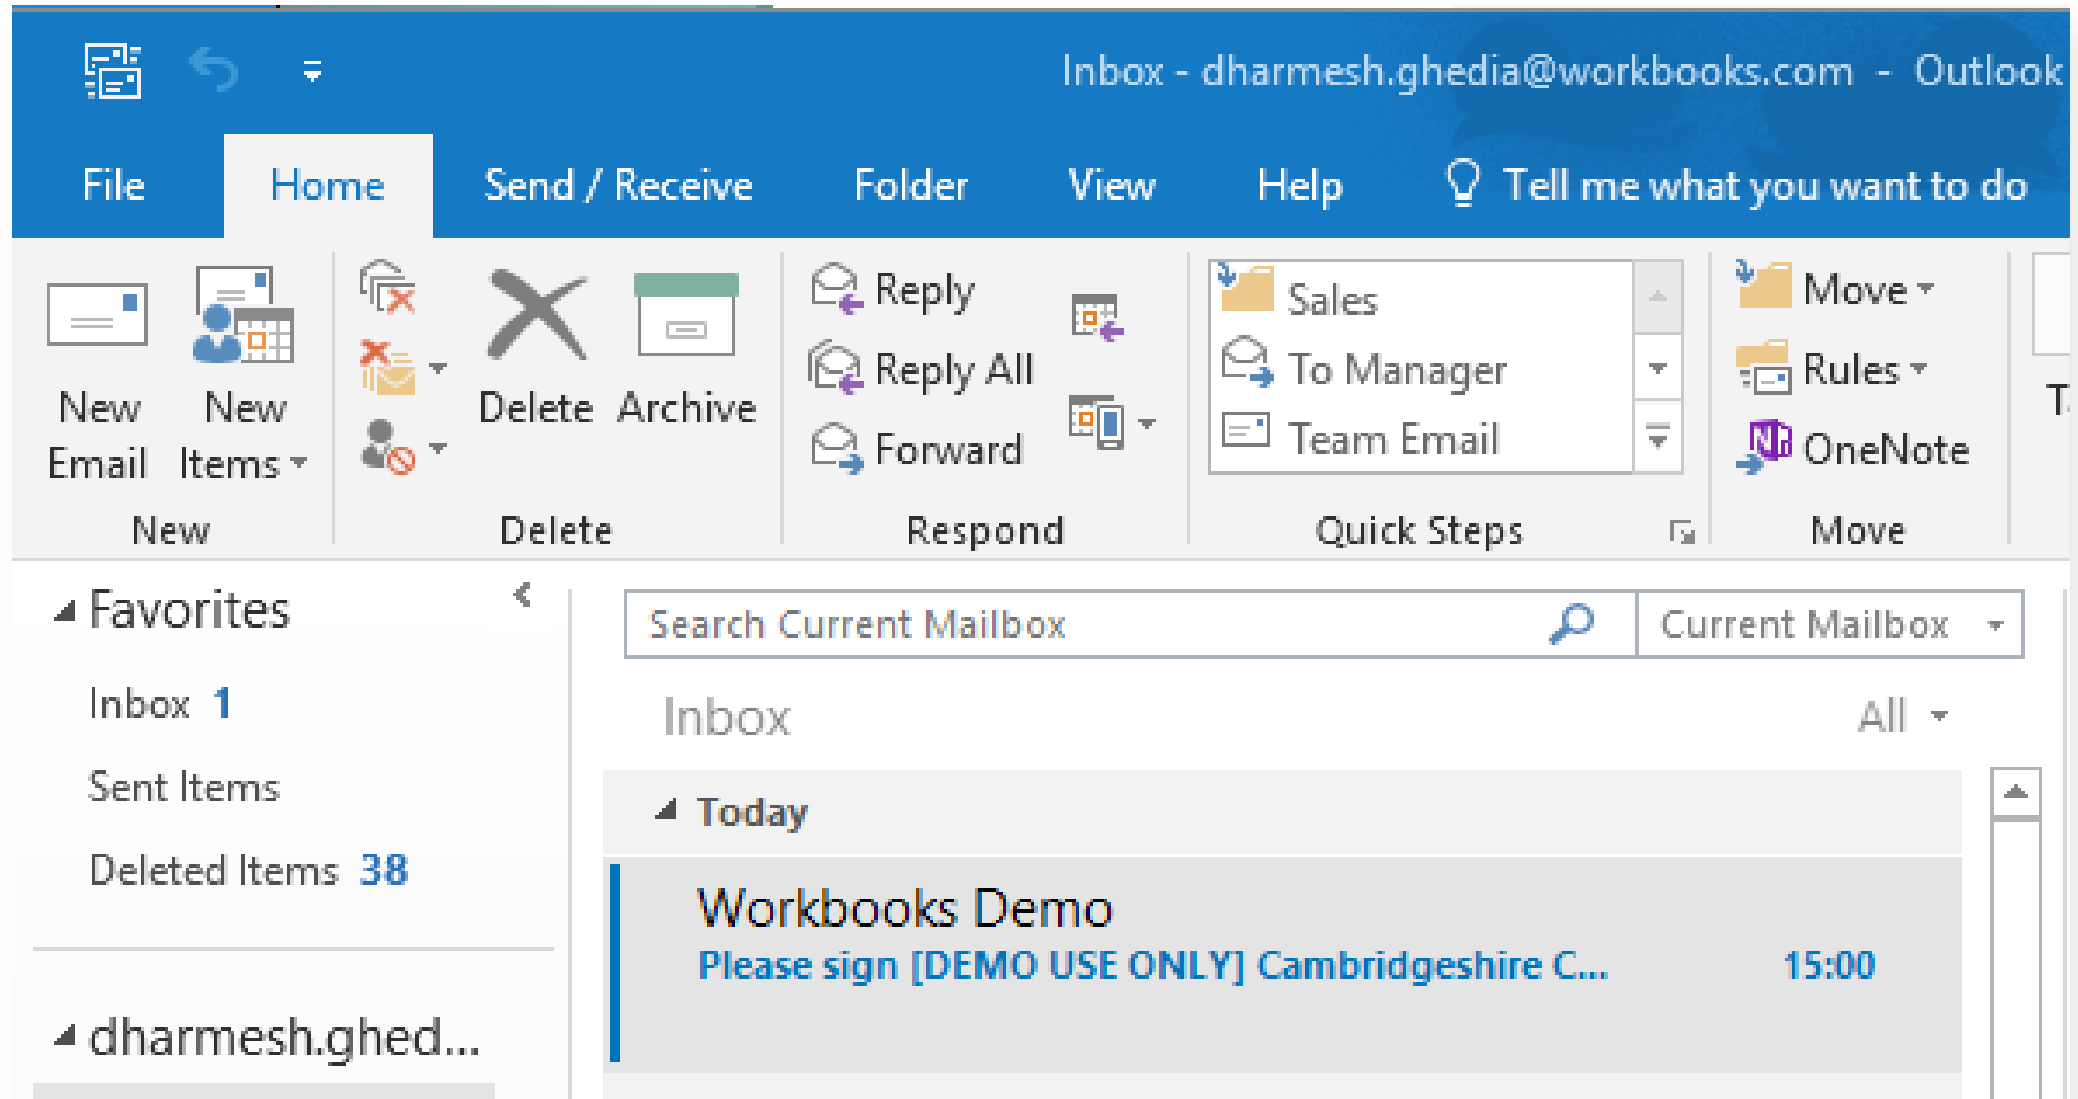 Inbox - dharmesh.ghedia@workbooks.com - Outlook
File Home Send / Receive Folder View Help Tell me what you want to do
New Email
New Items
Delete
Archive
Reply
Reply All
Forward
Sales
To Manager
Team Email
Move
Rules
OneNote
New Delete Respond Quick Steps Move
Favorites
Inbox 1
Sent Items
Deleted Items 38
dharmesh.ghed...
Search Current Mailbox Current Mailbox
Inbox All
Today
Workbooks Demo
Please sign [DEMO USE ONLY] Cambridgeshire C... 15:00